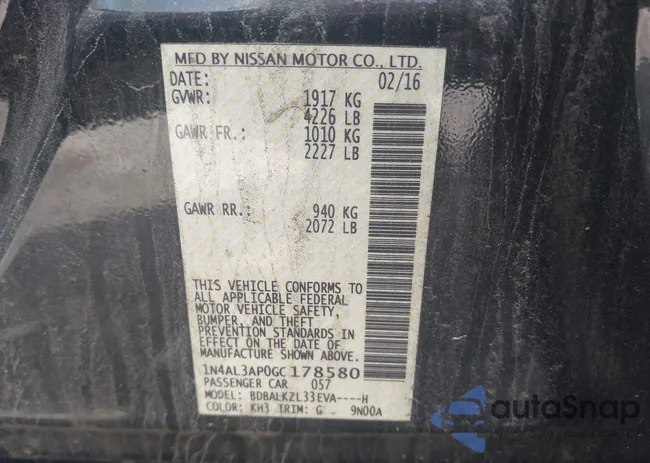 MFD BY NISSAN MOTOR CO., LTD.
DATE: 02/16
GVWR: 1917 KG
4226 LB
GAWR FR.: 1010 KG
2227 LB
GAWR RR.: 940 KG
2072 LB
THIS VEHICLE CONFORMS TO
ALL APPLICABLE FEDERAL
MOTOR VEHICLE SAFETY,
BUMPER, AND THEFT
PREVENTION STANDARDS IN
EFFECT ON THE DATE OF
MANUFACTURE SHOWN ABOVE.
1N4AL3AP0GC178580
PASSENGER CAR 057
MODEL: BDBALKZL33EVA----H
COLOR: KH3 TRIM: G 9N00A
autoSnap
Vehicle Insights